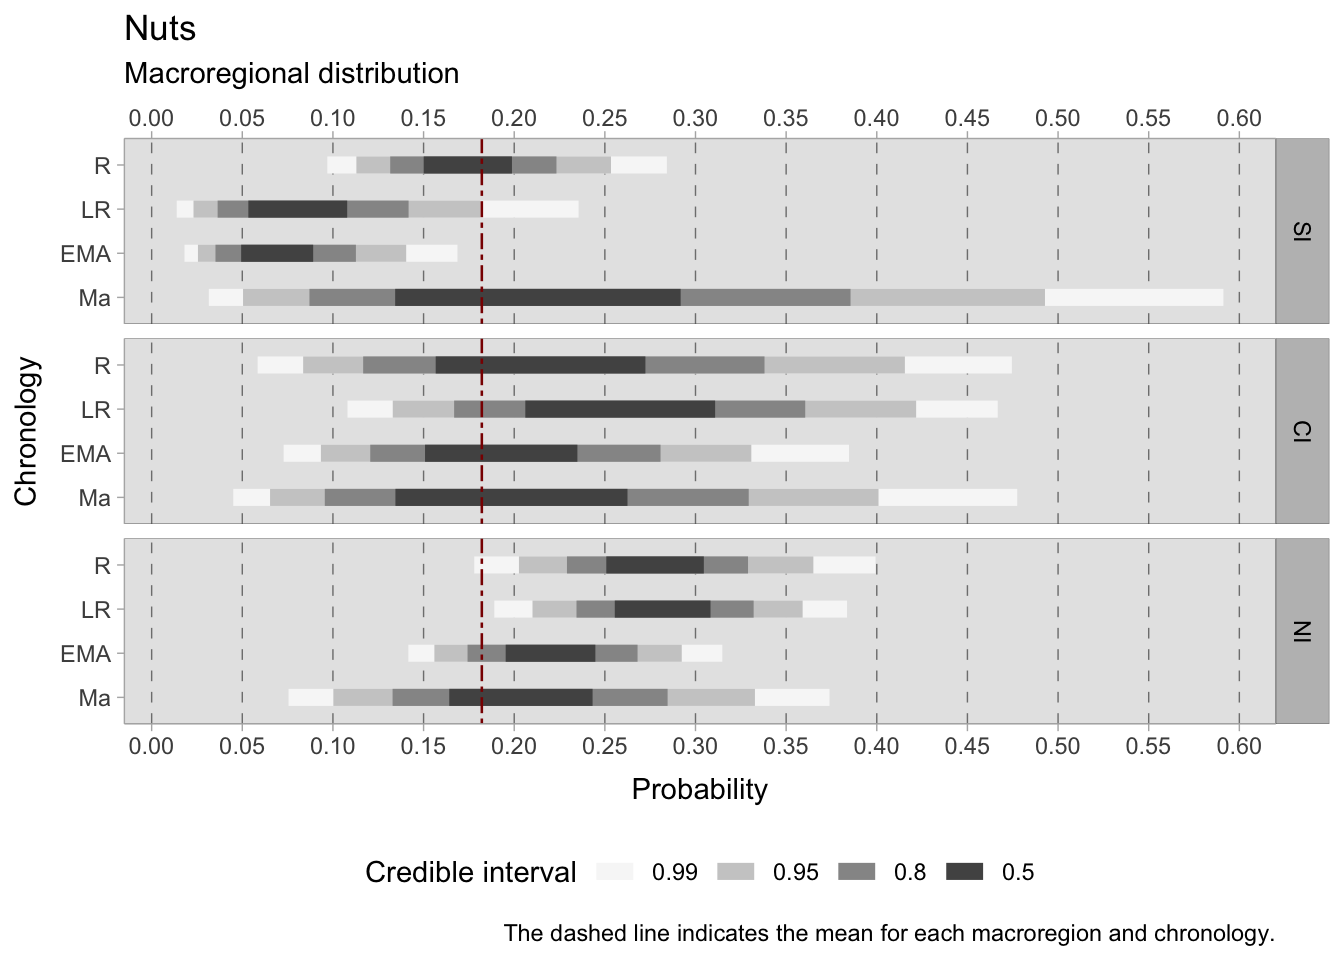 Nuts
Macroregional distribution
0.00 0.05 0.10 0.15 0.20 0.25 0.30 0.35 0.40 0.45 0.50 0.55 0.60
R
LR
EMA
Ma
SI
R
LR
EMA
Ma
CI
R
LR
EMA
Ma
NI
Chronology
0.00 0.05 0.10 0.15 0.20 0.25 0.30 0.35 0.40 0.45 0.50 0.55 0.60
Probability
Credible interval 0.99 0.95 0.8 0.5
The dashed line indicates the mean for each macroregion and chronology.